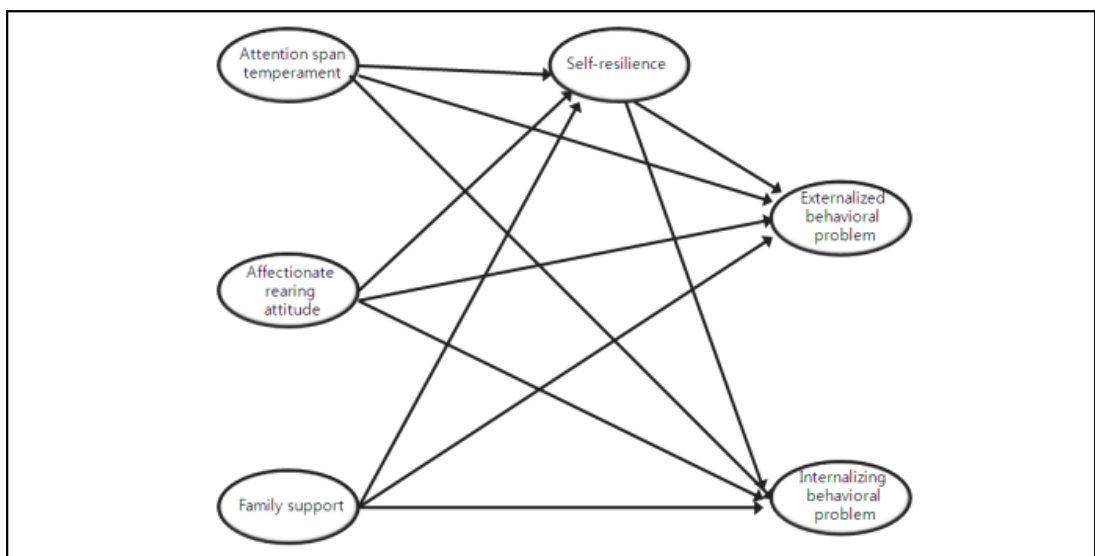 Attention span
temperament
Self-resilience
Externalized
behavioral
problem
Affectionate
rearing
attitude
Family support
Internalizing
behavioral
problem